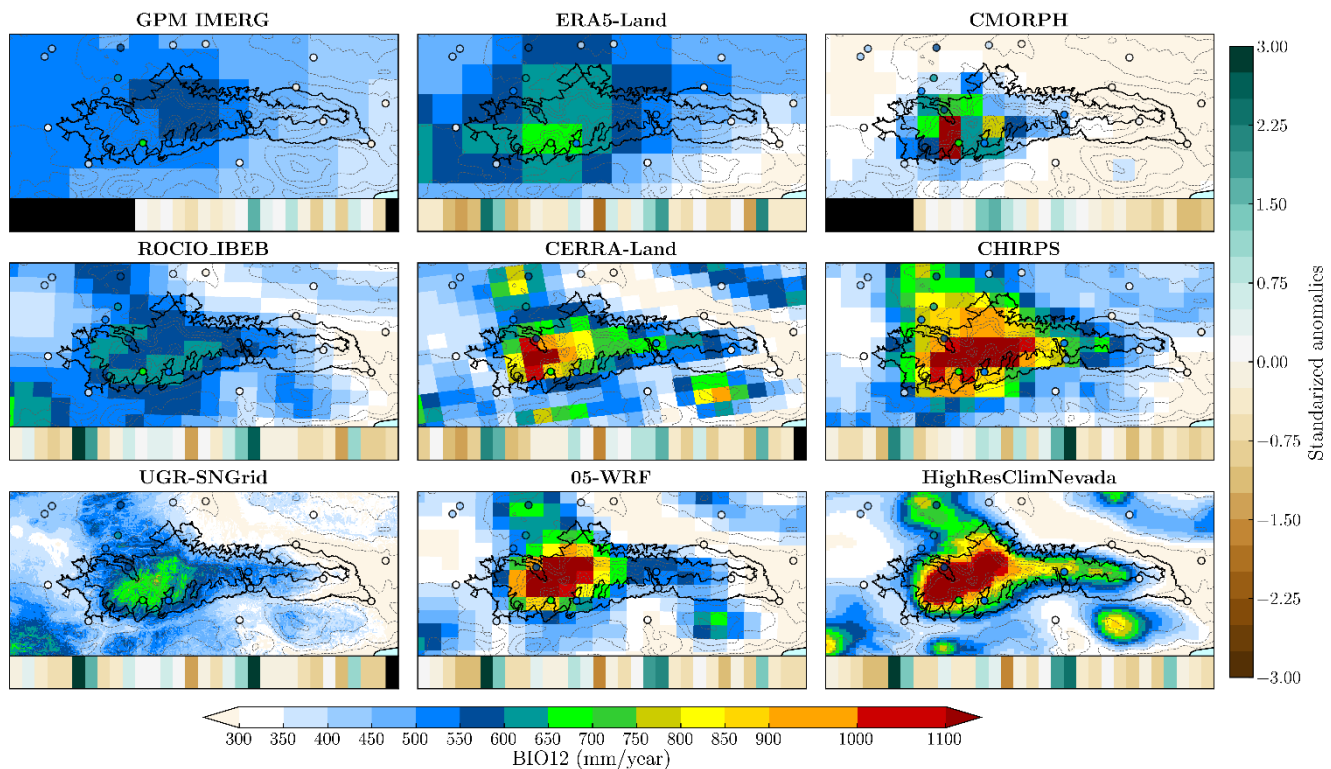 GPM IMERG
ERA5-Land
CMORPH
ROCIO_IBEB
CERRA-Land
CHIRPS
UGR-SNGrid
05-WRF
HighResClimNevada
3.00
2.25
1.50
0.75
0.00
−0.75
−1.50
−2.25
−3.00
Standarized anomalies
300 350 400 450 500 550 600 650 700 750 800 850 900 1000 1100
BIO12 (mm/year)